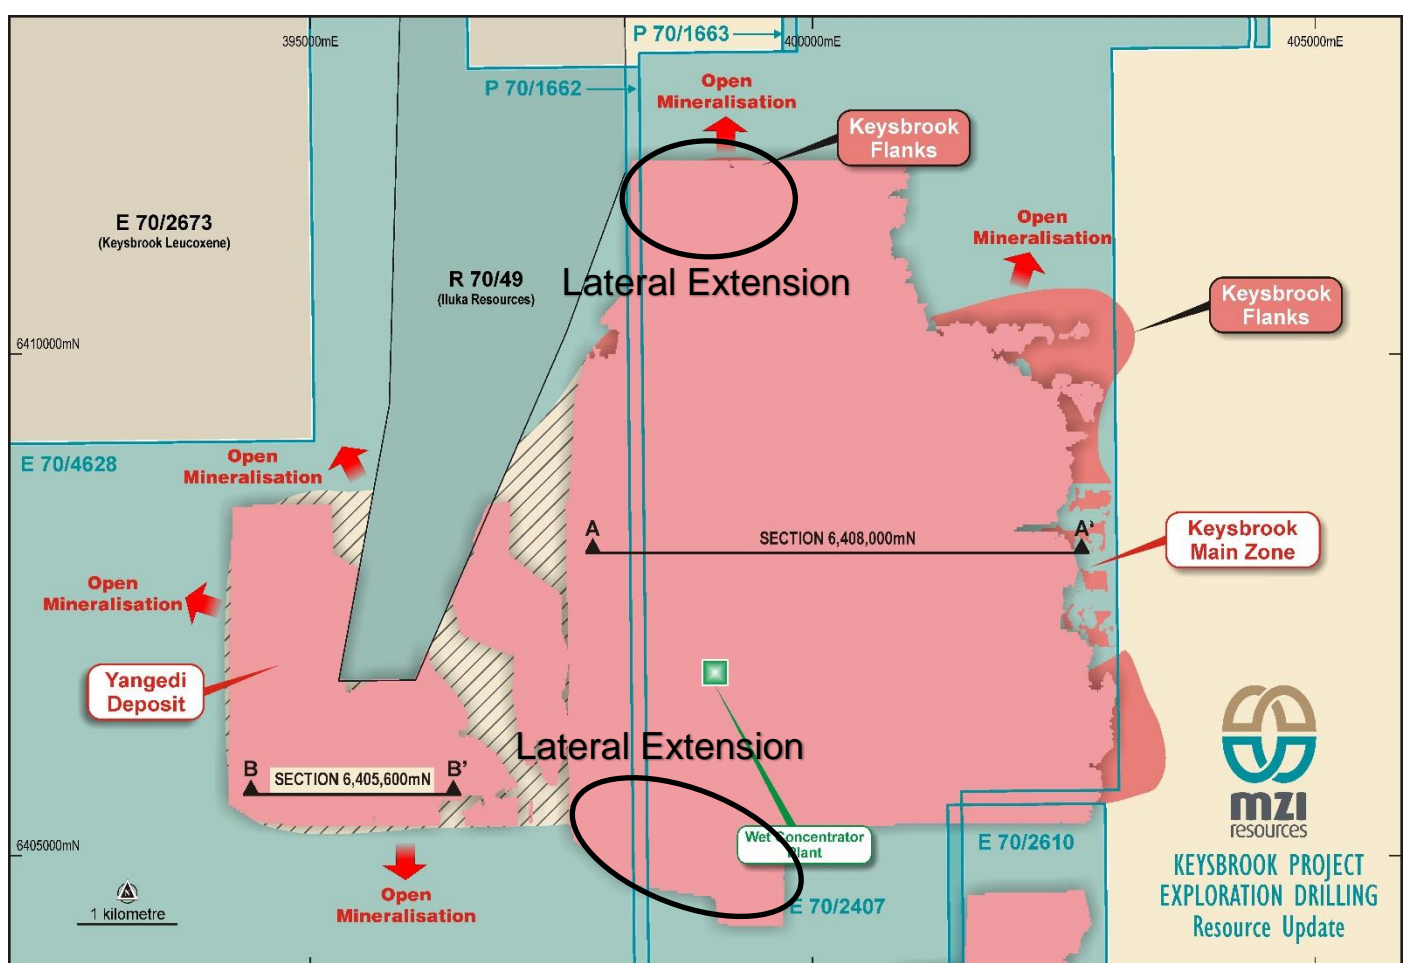 395000mE
P 70/1663
400000mE
405000mE
P 70/1662
Open
Mineralisation
Keysbrook
Flanks
E 70/2673
(Keysbrook Leucoxene)
Open
Mineralisation
R 70/49
(Iluka Resources)
Lateral Extension
Keysbrook
Flanks
6410000mN
E 70/4628
Open
Mineralisation
A
SECTION 6,408,000mN
A'
Keysbrook
Main Zone
Open
Mineralisation
Yangedi
Deposit
Lateral Extension
B
SECTION 6,405,600mN
B'
mzi
resources
Wet Concentrator
Plant
E 70/2610
6405000mN
KEYSBROOK PROJECT
EXPLORATION DRILLING
Resource Update
Open
Mineralisation
E 70/2407
1 kilometre